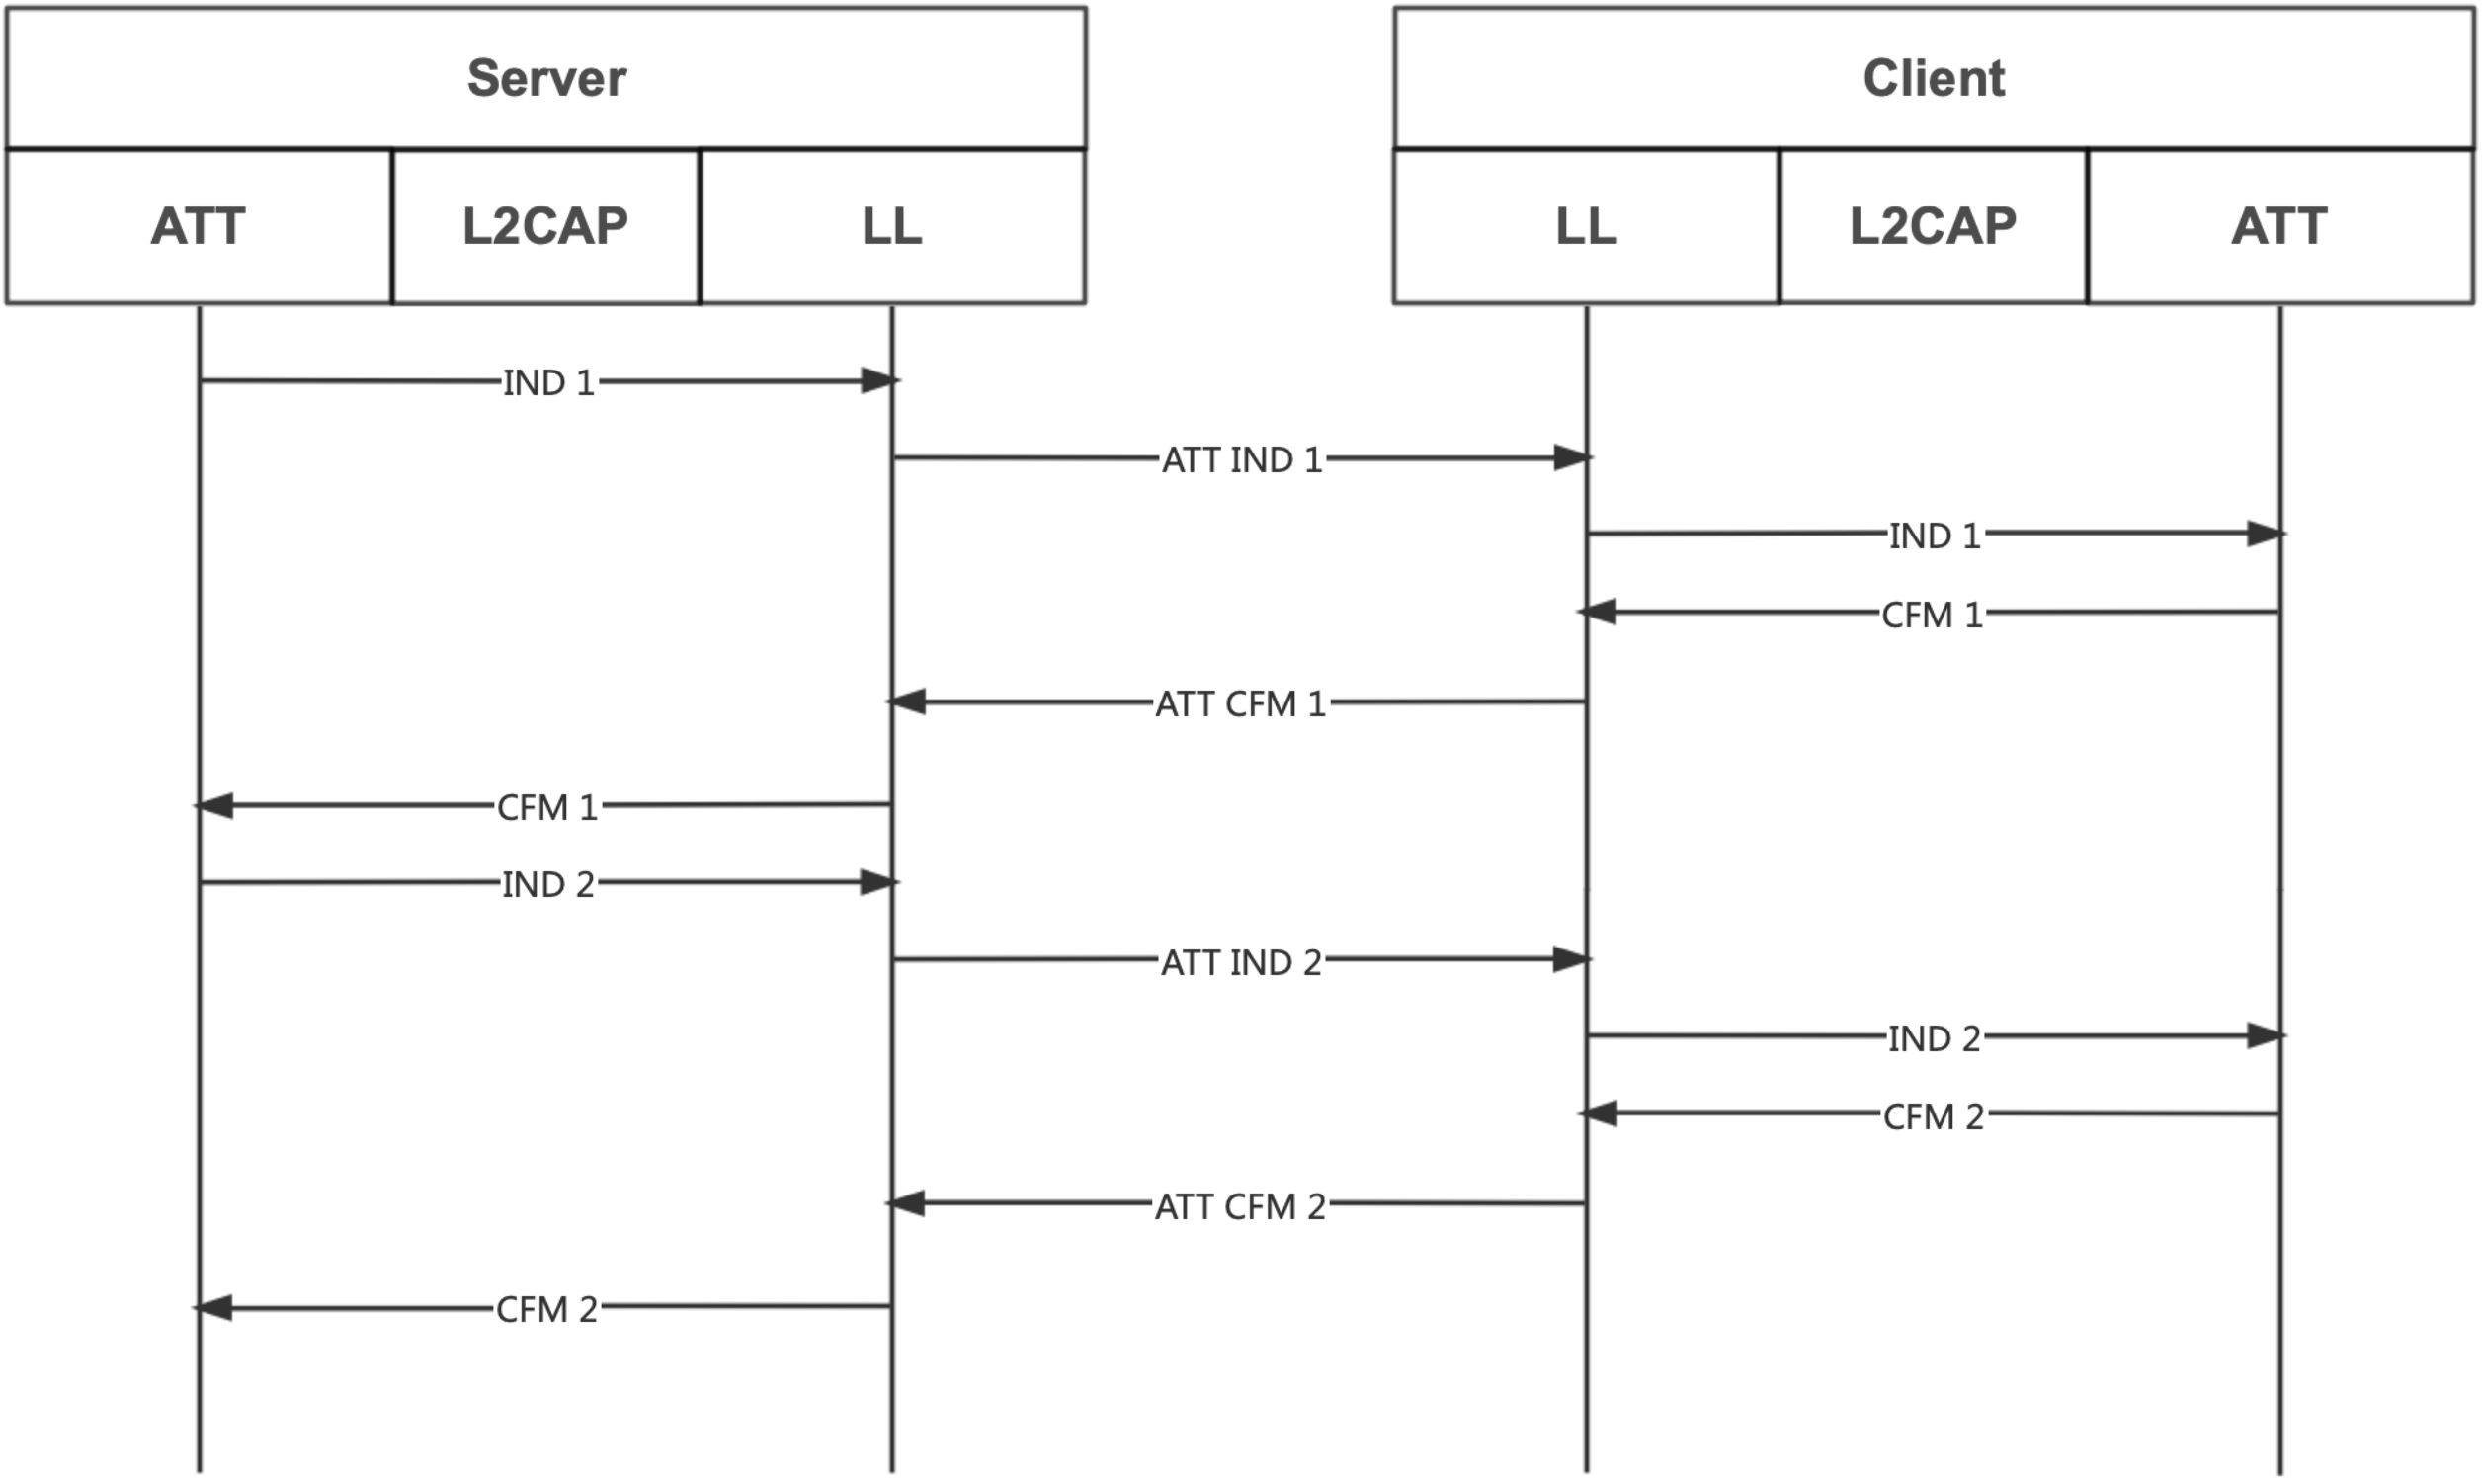 Server
Client
ATT
L2CAP
LL
LL
L2CAP
ATT
IND 1
ATT IND 1
IND 1
CFM 1
ATT CFM 1
CFM 1
IND 2
ATT IND 2
IND 2
CFM 2
ATT CFM 2
CFM 2